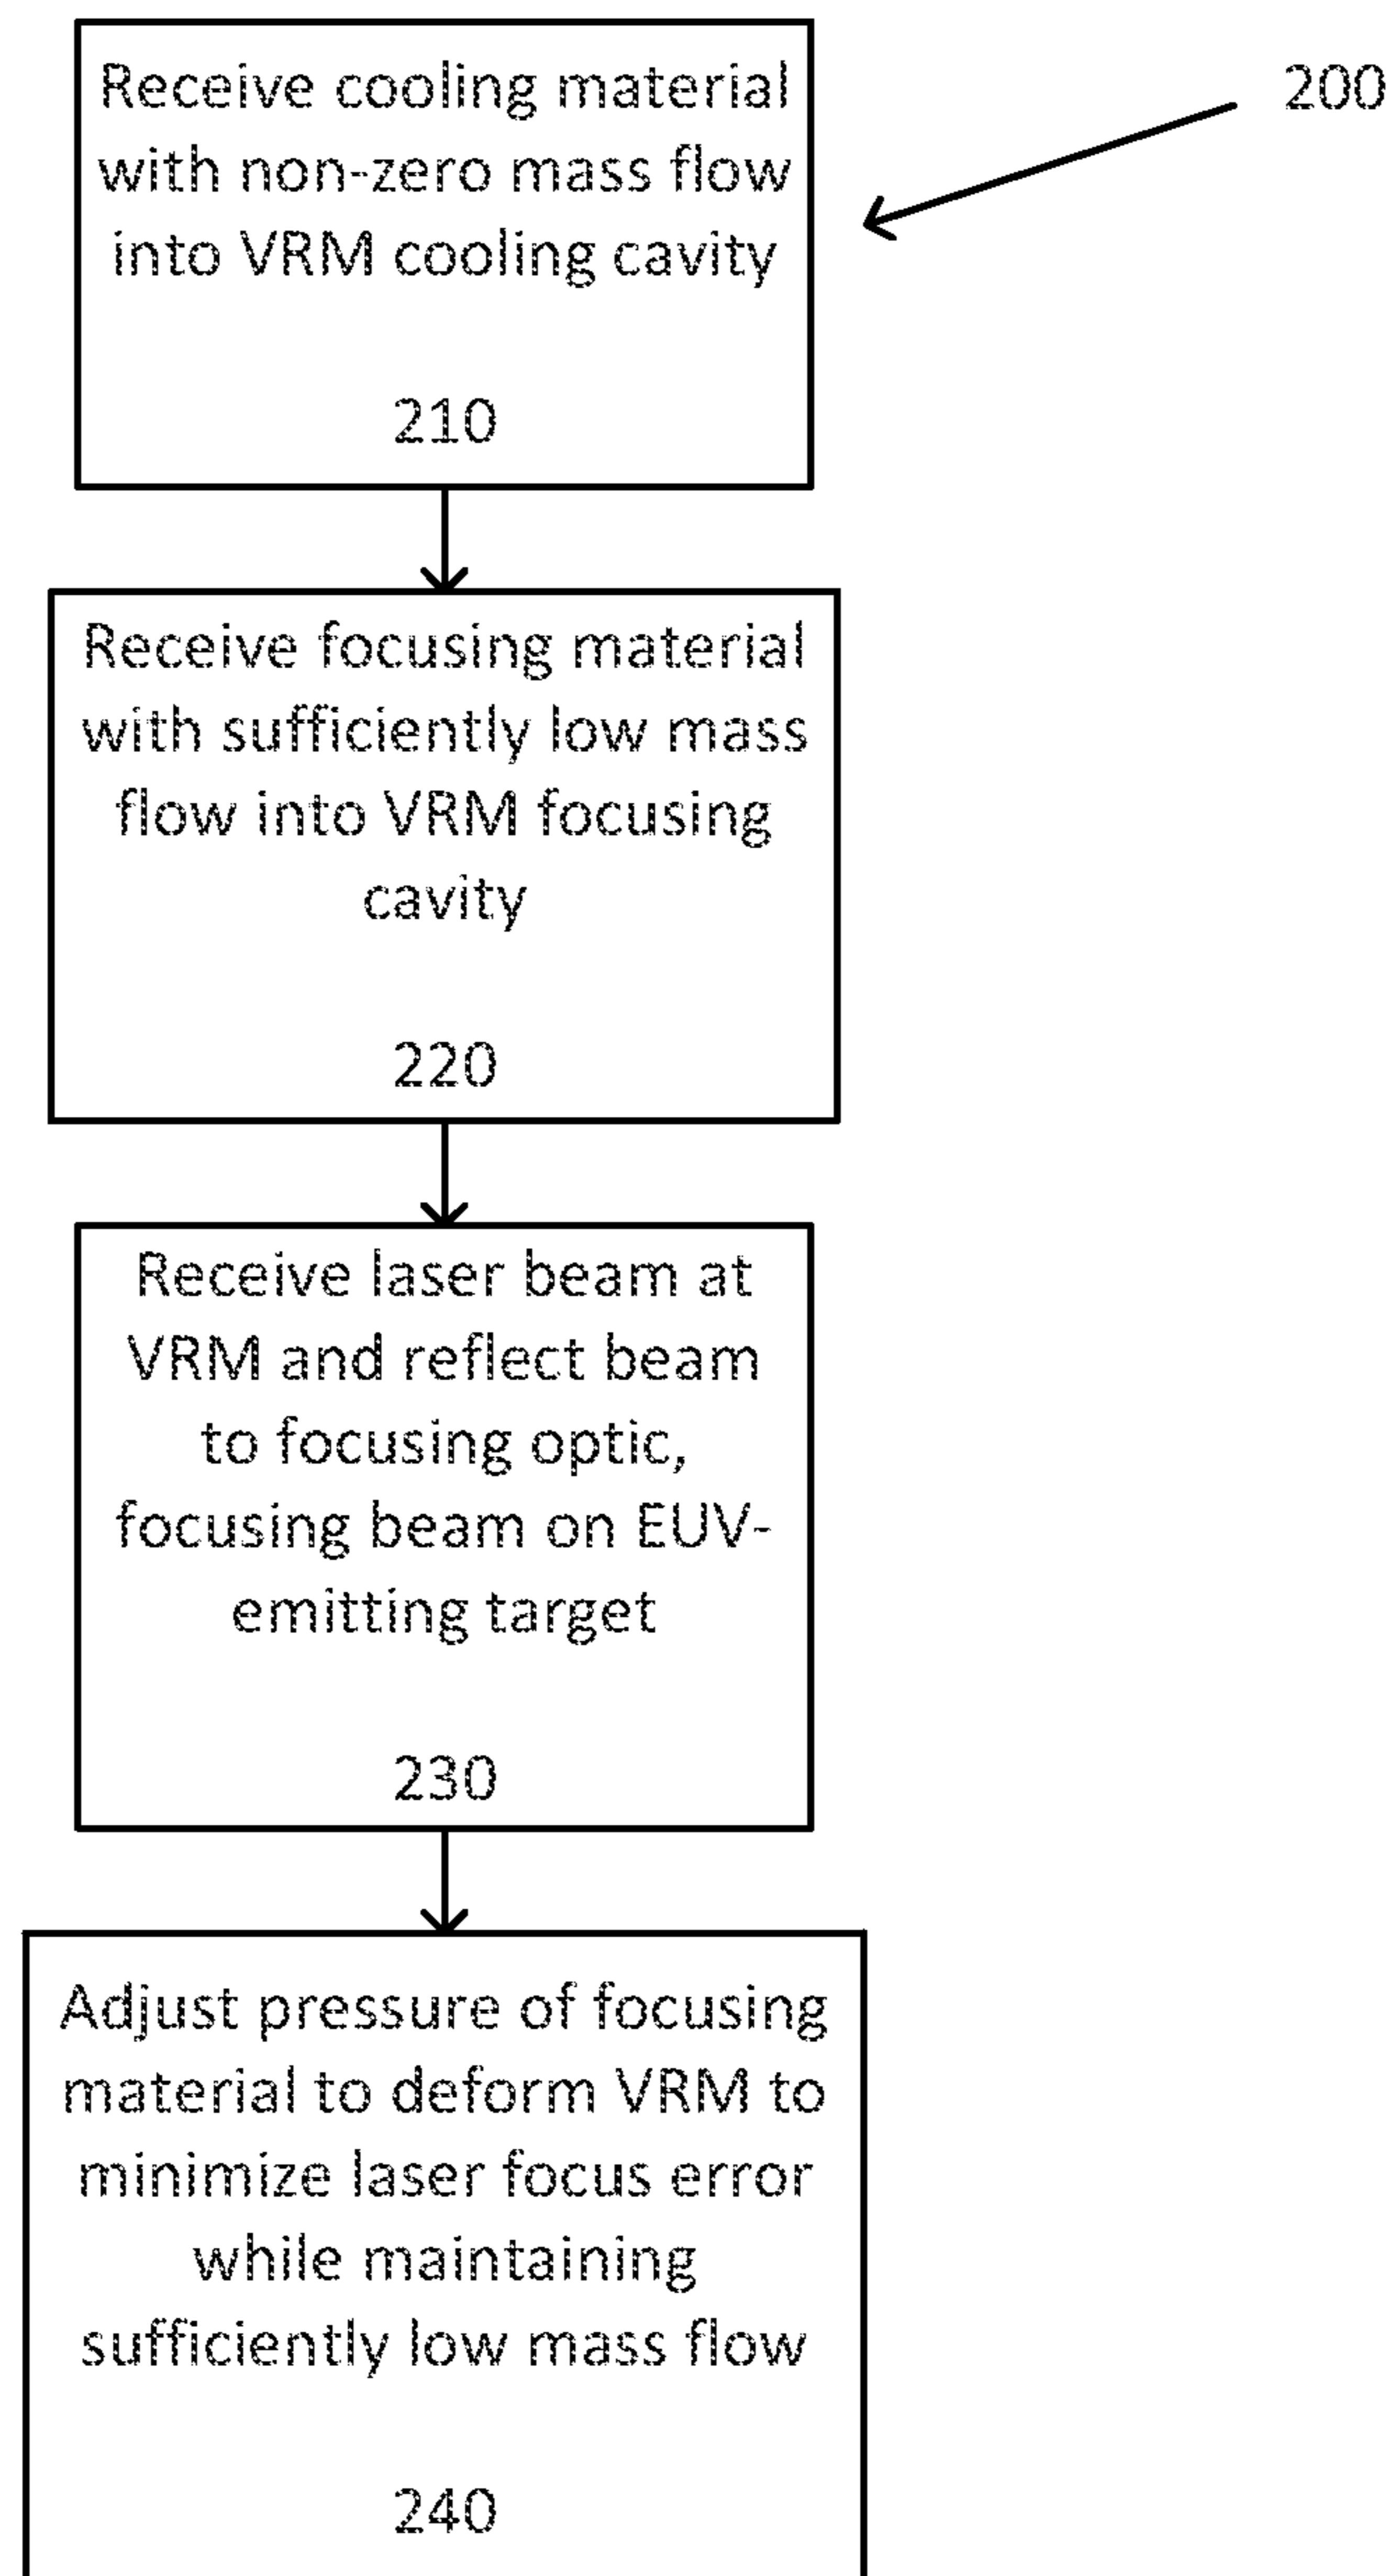 Receive cooling material
with non-zero mass flow
into VRM cooling cavity
210
200
Receive focusing material
with sufficiently low mass
flow into VRM focusing
cavity
220
Receive laser beam at
VRM and reflect beam
to focusing optic,
focusing beam on EUV-
emitting target
230
Adjust pressure of focusing
material to deform VRM to
minimize laser focus error
while maintaining
sufficiently low mass flow
240